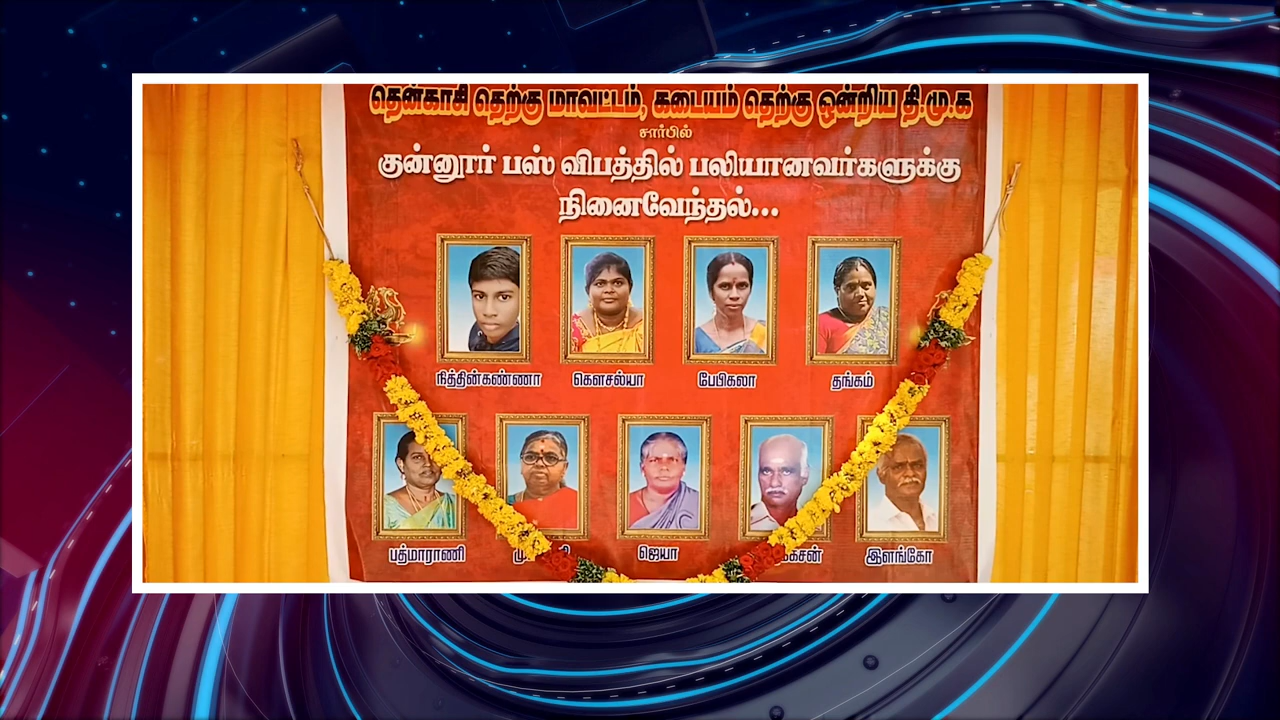 தென்காசி தெற்கு மாவட்டம், கடையம் தெற்கு ஒன்றிய தி.மு.க
சார்பில்
குன்னூர் பஸ் விபத்தில் பலியானவர்களுக்கு
நினைவேந்தல்...
நித்தின்கண்ணா கௌசல்யா பேபிகலா தங்கம்
பத்மாராணி ஜெயா இளங்கோ